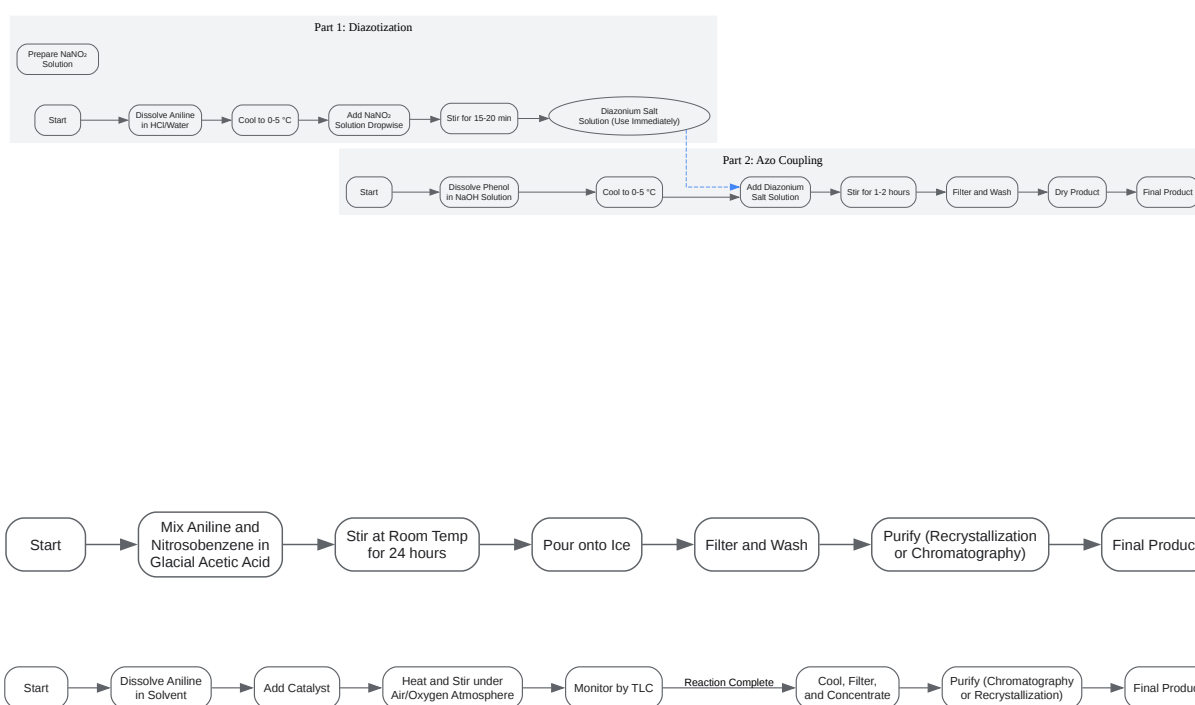 Part 1: Diazotization
Prepare NaNO₂
Solution
Start
Dissolve Aniline
in HCl/Water
Cool to 0-5 °C
Add NaNO₂
Solution Dropwise
Stir for 15-20 min
Diazonium Salt
Solution (Use Immediately)
Part 2: Azo Coupling
Start
Dissolve Phenol
in NaOH Solution
Cool to 0-5 °C
Add Diazonium
Salt Solution
Stir for 1-2 hours
Filter and Wash
Dry Product
Final Product
Start
Mix Aniline and
Nitrosobenzene in
Glacial Acetic Acid
Stir at Room Temp
for 24 hours
Pour onto Ice
Filter and Wash
Purify (Recrystallization
or Chromatography)
Final Produc
Start
Dissolve Aniline
in Solvent
Add Catalyst
Heat and Stir under
Air/Oxygen Atmosphere
Monitor by TLC
Reaction Complete
Cool, Filter,
and Concentrate
Purify (Chromatography
or Recrystallization)
Final Produc